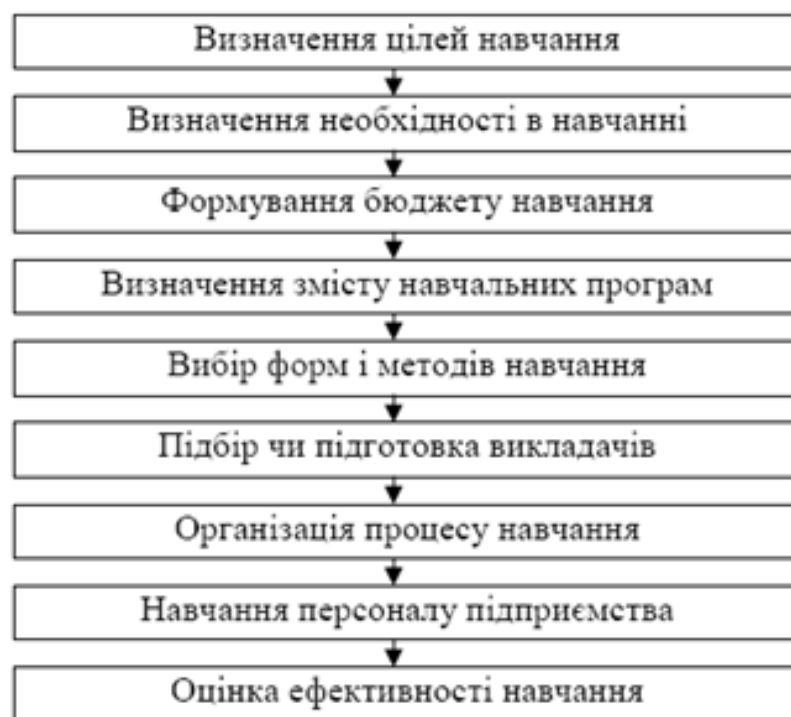 Визначення цілей навчання
Визначення необхідності в навчанні
Формування бюджету навчання
Визначення змісту навчальних програм
Вибір форм і методів навчання
Підбір чи підготовка викладачів
Організація процесу навчання
Навчання персоналу підприємства
Оцінка ефективності навчання